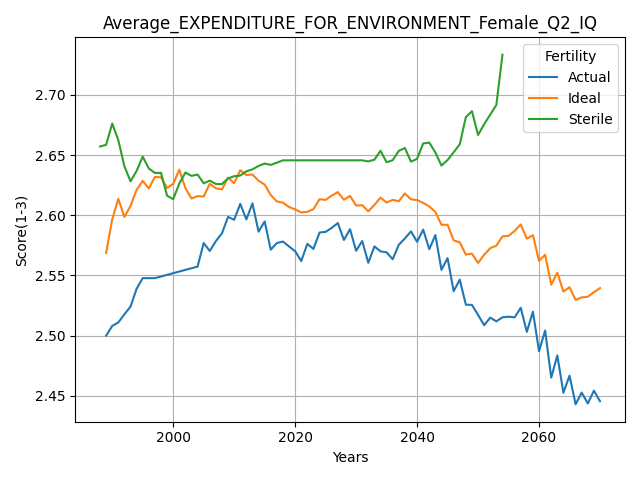 Average_EXPENDITURE_FOR_ENVIRONMENT_Female_Q2_IQ
Fertility
Actual
Ideal
Sterile
Score(1-3)
2.70
2.65
2.60
2.55
2.50
2.45
2000
2020
2040
2060
Years